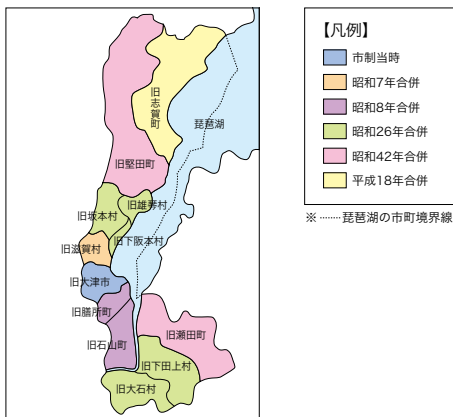 旧志賀町
琵琶湖
旧堅田町
旧雄琴村
旧坂本村
旧下阪本村
旧滋賀村
旧大津市
旧膳所町
旧瀬田町
旧石山町
旧下田上村
旧大石村
【凡例】
市制当時
昭和7年合併
昭和8年合併
昭和26年合併
昭和42年合併
平成18年合併
※ ……… 琵琶湖の市町境界線